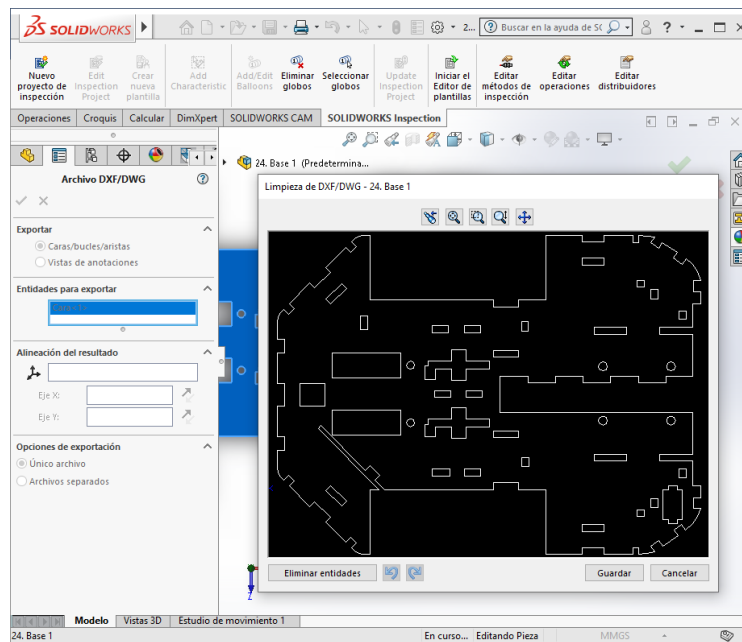 SOLIDWORKS
2...
Buscar en la ayuda de SC
Nuevo proyecto de inspección
Edit Inspection Project
Crear nueva plantilla
Add Characteristic
Add/Edit Balloons
Eliminar globos
Seleccionar globos
Update Inspection Project
Iniciar el Editor de plantillas
Editar métodos de inspección
Editar operaciones
Editar distribuidores
Operaciones
Croquis
Calcular
DimXpert
SOLIDWORKS CAM
SOLIDWORKS Inspection
24. Base 1 (Predetermina...
Archivo DXF/DWG
Exportar
Caras/bucles/aristas
Vistas de anotaciones
Entidades para exportar
Alineación del resultado
Eje X:
Eje Y:
Opciones de exportación
Único archivo
Archivos separados
Limpieza de DXF/DWG - 24. Base 1
Eliminar entidades
Guardar
Cancelar
Z
Modelo
Vistas 3D
Estudio de movimiento 1
24. Base 1
En curso...
Editando Pieza
MMGS